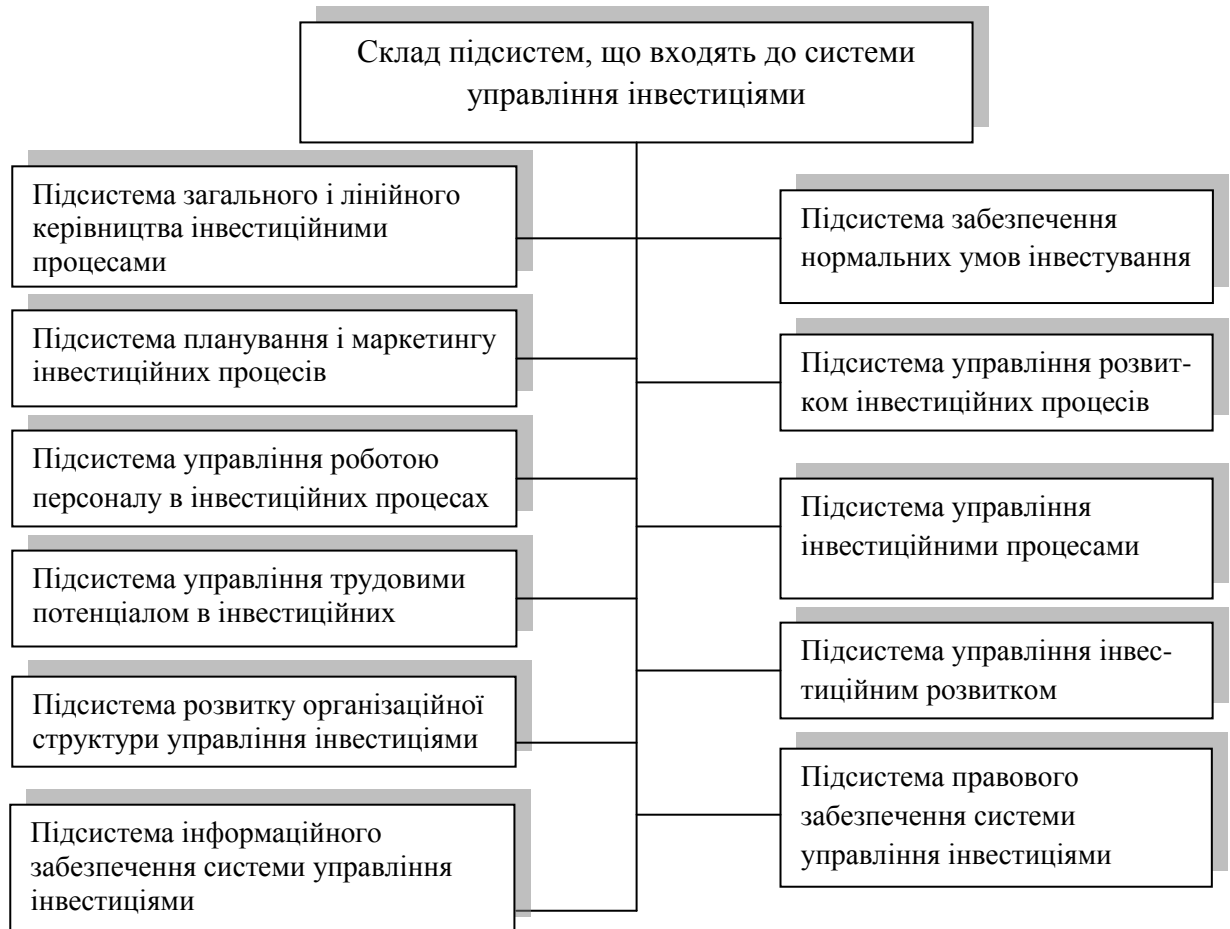 Склад підсистем, що входять до системи
управління інвестиціями
Підсистема загального і лінійного
керівництва інвестиційними
процесами
Підсистема планування і маркетингу
інвестиційних процесів
Підсистема управління роботою
персоналу в інвестиційних процесах
Підсистема управління трудовими
потенціалом в інвестиційних
Підсистема розвитку організаційної
структури управління інвестиціями
Підсистема інформаційного
забезпечення системи управління
інвестиціями
Підсистема забезпечення
нормальних умов інвестування
Підсистема управління розвит-
ком інвестиційних процесів
Підсистема управління
інвестиційними процесами
Підсистема управління інвес-
тиційним розвитком
Підсистема правового
забезпечення системи
управління інвестиціями